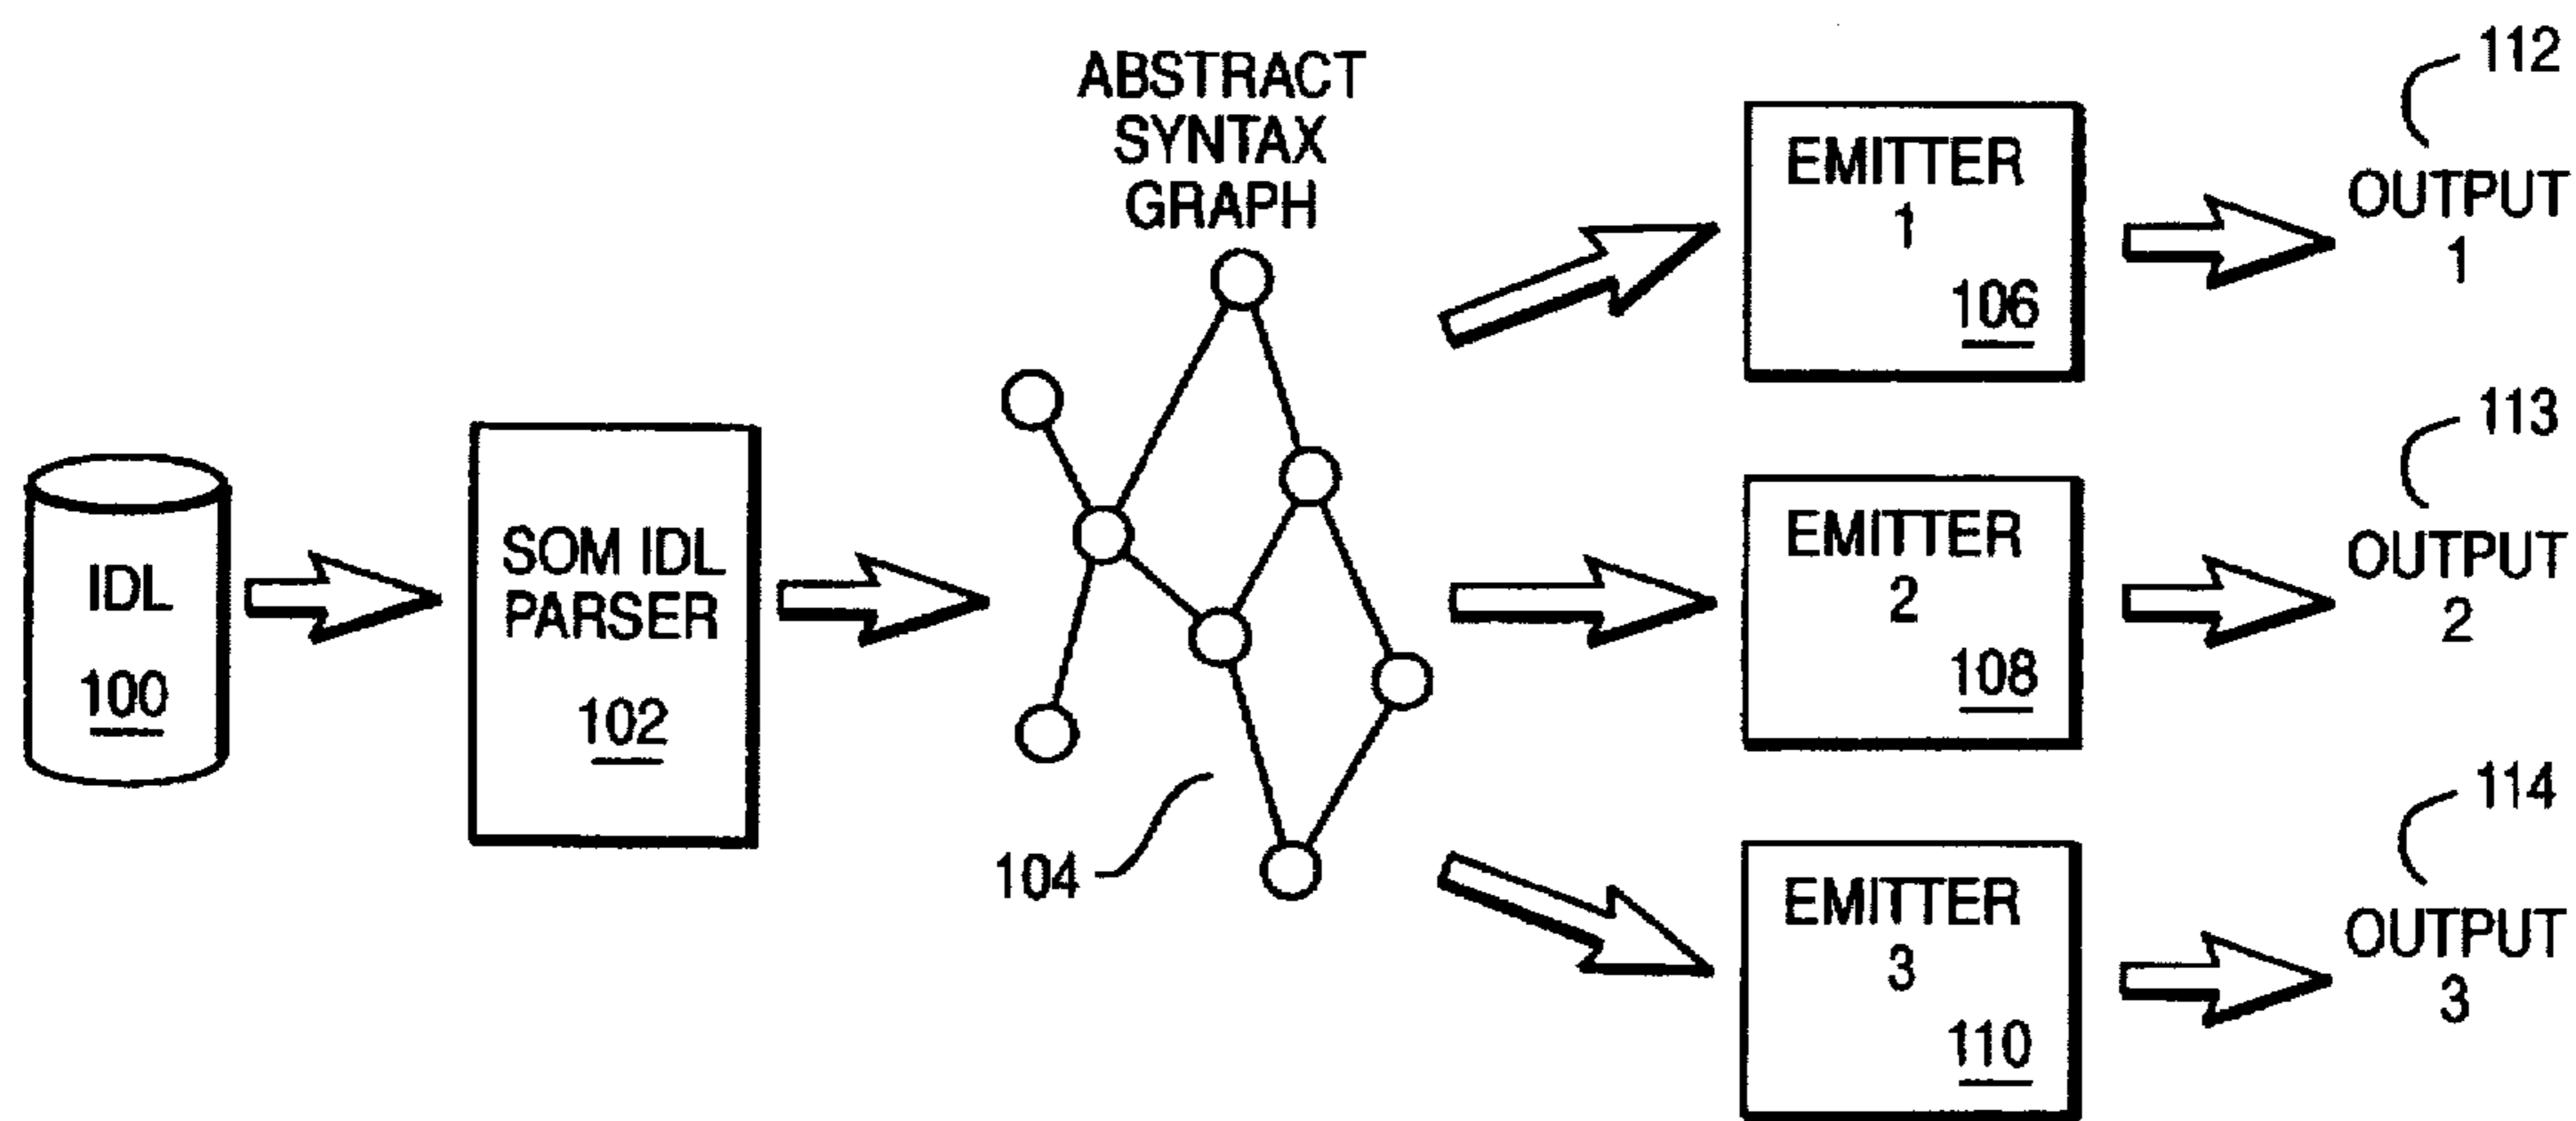 IDL
100
SOM IDL
PARSER
102
ABSTRACT
SYNTAX
GRAPH
104
EMITTER
1
106
EMITTER
2
108
EMITTER
3
110
112
OUTPUT
1
113
OUTPUT
2
114
OUTPUT
3